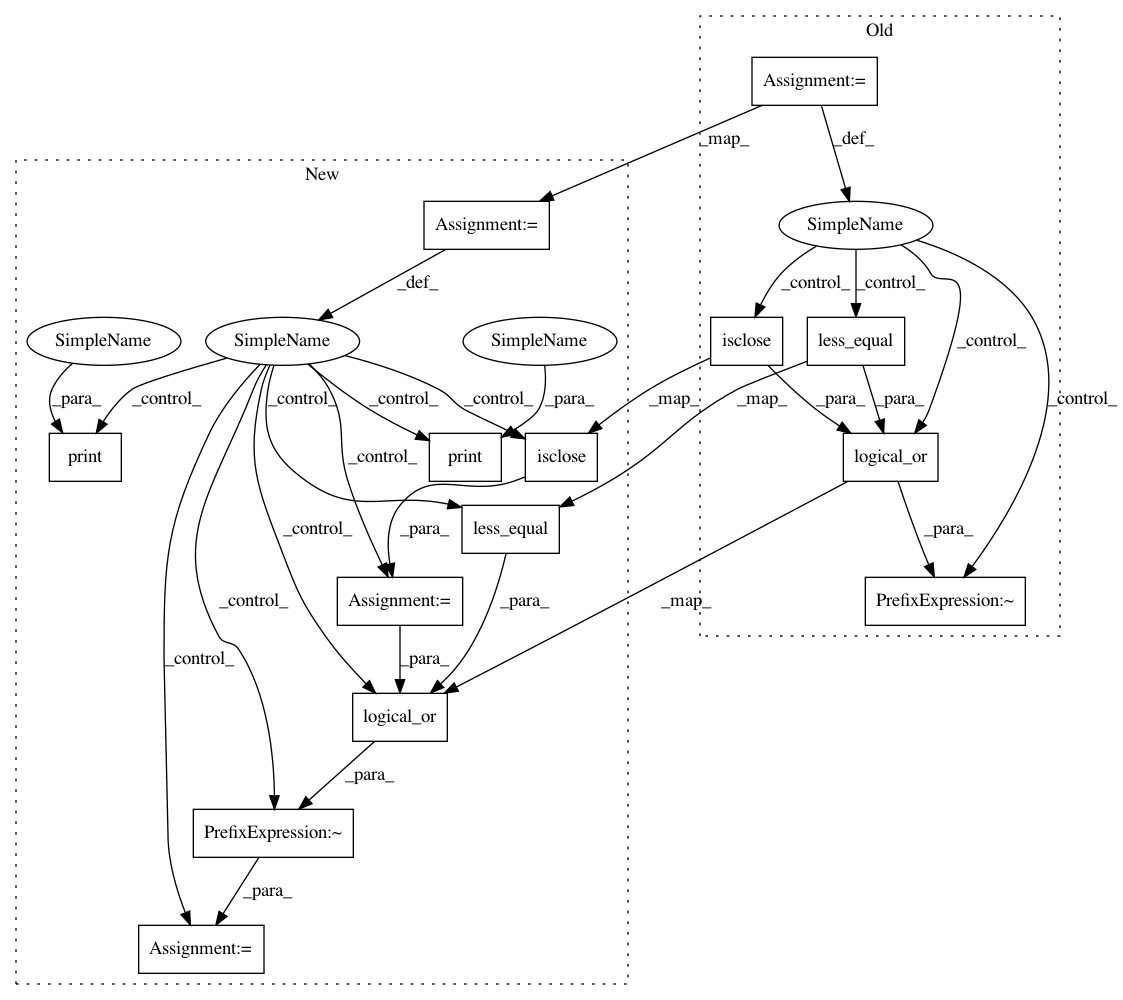 Old
Assignment:=
_map_
_def_
New
Assignment:=
SimpleName
_def_
_control_
_control_
SimpleName
SimpleName
SimpleName
isclose
less_equal
_control_
_para_
_control_
_control_
_control_
_control_
_map_
_map_
_para_
_para_
_control_
_para_
print
print
isclose
logical_or
_control_
_control_
_para_
less_equal
_para_
Assignment:=
_control_
_para_
_map_
PrefixExpression:~
_control_
_para_
logical_or
_para_
PrefixExpression:~
_para_
Assignment:=